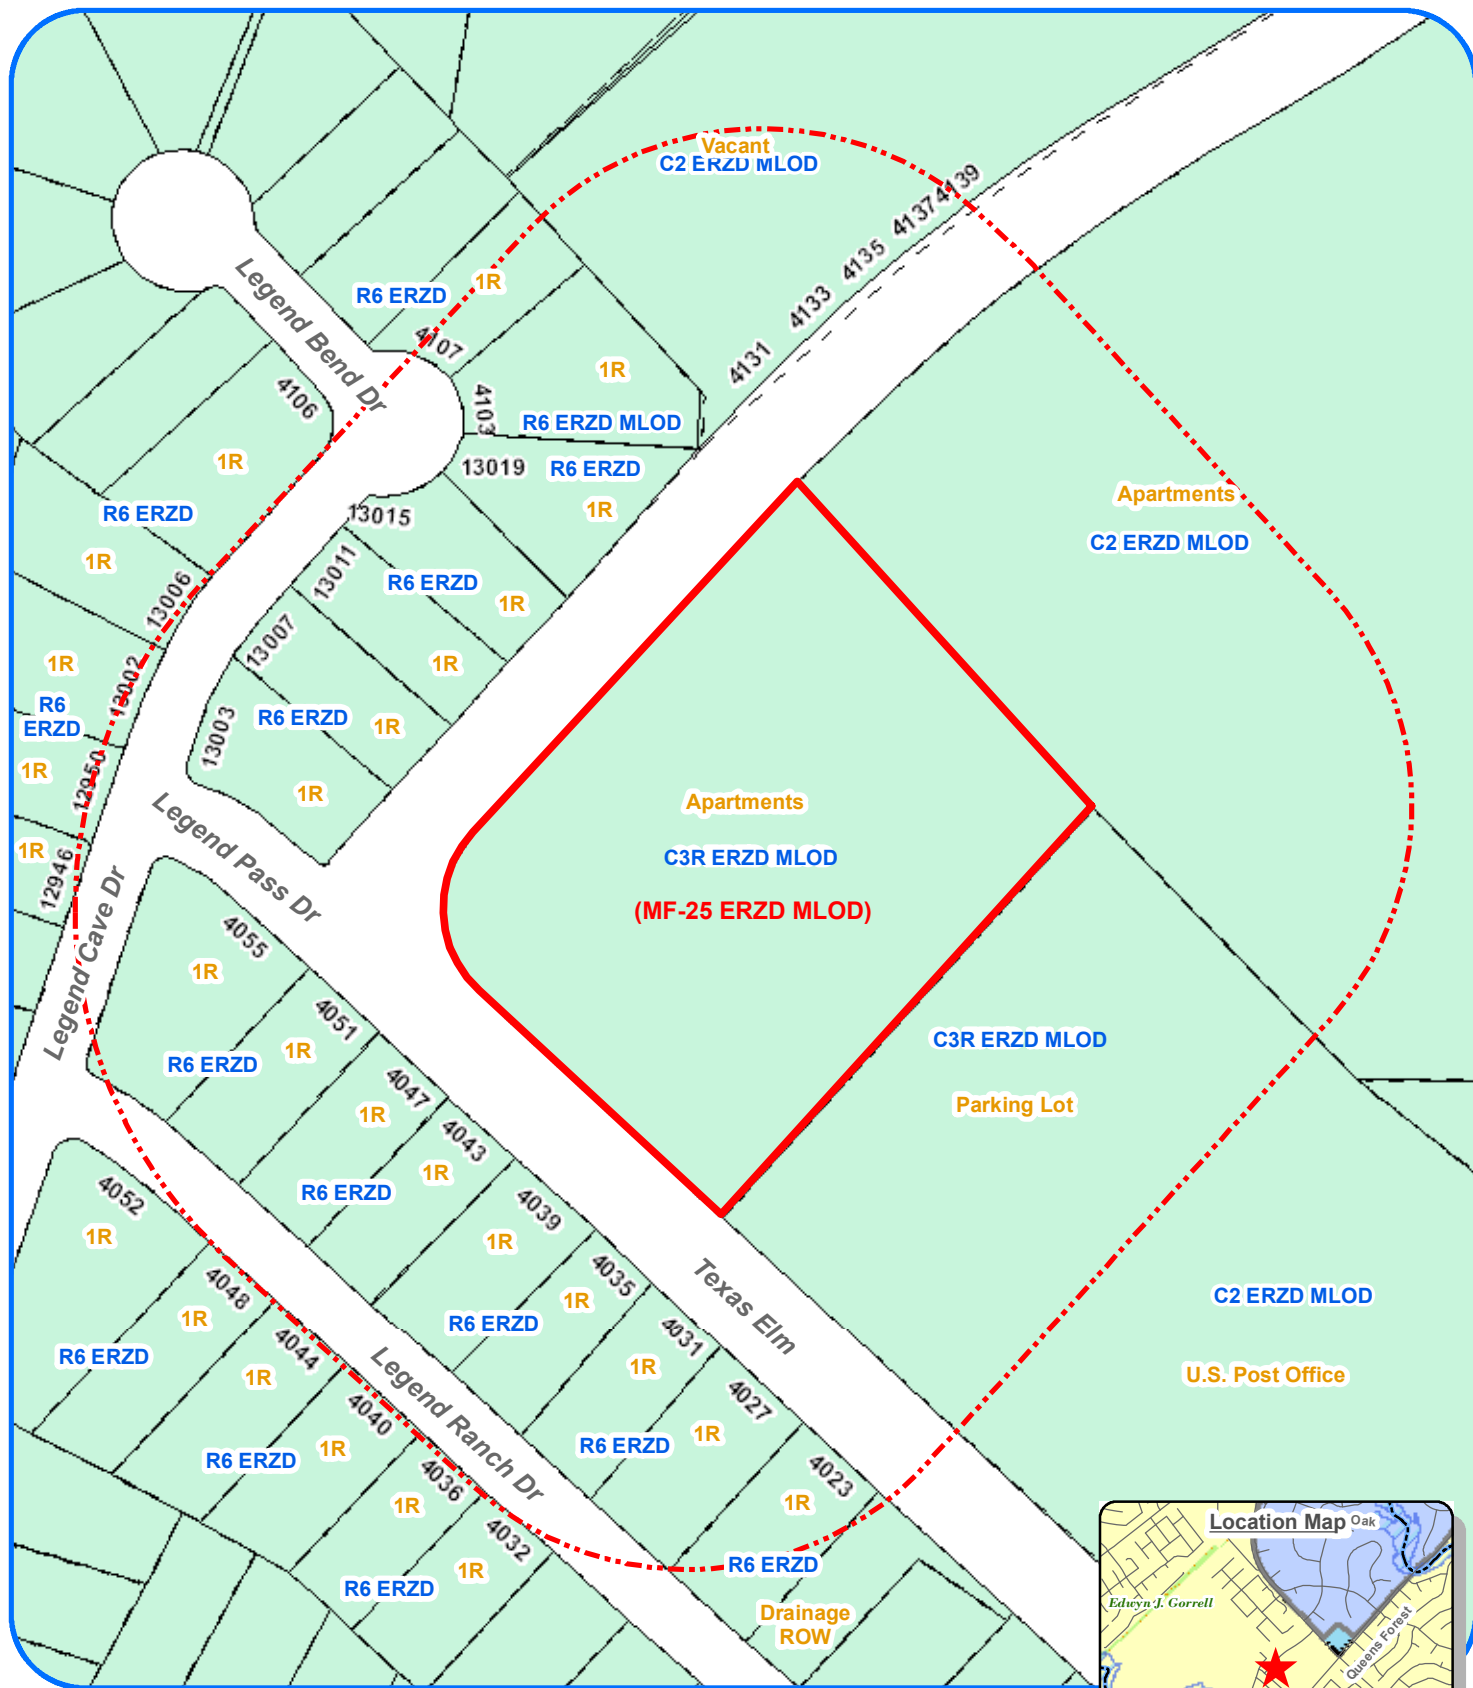 Vacant
C2 ERZD MLOD
4139
4137
4135
4133
4131
Legend Bend Dr
R6 ERZD
1R
4107
1R
4106
4103
R6 ERZD MLOD
1R
13019
R6 ERZD
1R
R6 ERZD
13015
Apartments
C2 ERZD MLOD
1R
13006
13011
R6 ERZD
1R
13007
1R
1R
13002
R6
ERZD
13003
R6 ERZD
1R
1R
12950
1R
Legend Pass Dr
Apartments
C3R ERZD MLOD
(MF-25 ERZD MLOD)
1R
12946
Legend Cave Dr
4055
1R
4051
1R
R6 ERZD
C3R ERZD MLOD
Parking Lot
4047
1R
4043
1R
R6 ERZD
4052
1R
4039
1R
4048
1R
4035
1R
Texas Elm
C2 ERZD MLOD
R6 ERZD
4044
1R
R6 ERZD
4031
1R
U.S. Post Office
4040
1R
Legend Ranch Dr
4027
1R
R6 ERZD
R6 ERZD
4036
1R
4023
1R
4032
1R
R6 ERZD
R6 ERZD
Drainage
ROW
Location Map
Oak
Edwyn J. Gorrell
Queens Forest